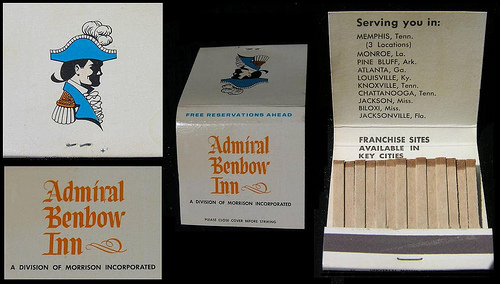 Admiral
Benbow
Inn
A DIVISION OF MORRISON INCORPORATED
FREE RESERVATIONS AHEAD
Admiral
Benbow
Inn
A DIVISION OF MORRISON INCORPORATED
PLEASE CLOSE COVER BEFORE STRIKING
Serving you in:
MEMPHIS, Tenn.
(3 Locations)
MONROE, La.
PINE BLUFF, Ark.
ATLANTA, Ga.
LOUISVILLE, Ky.
KNOXVILLE, Tenn.
CHATTANOOGA, Tenn.
JACKSON, Miss.
BILOXI, Miss.
JACKSONVILLE, Fla.
FRANCHISE SITES
AVAILABLE IN
KEY CITIES